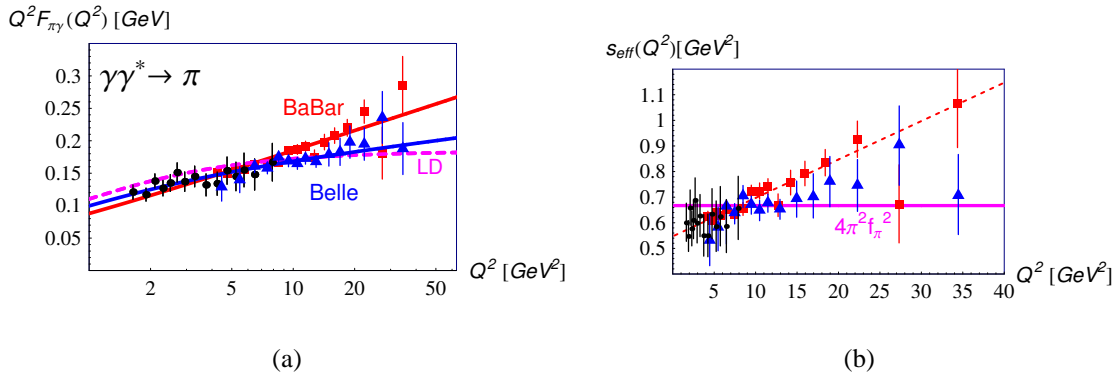 Q²F_πγ(Q²) [GeV]
γγ*→ π
BaBar
Belle
LD
0.3
0.25
0.2
0.15
0.1
0.05
2
5
10
20
50
Q² [GeV²]
(a)
s_eff(Q²)[GeV²]
1.1
1
0.9
0.8
0.7
0.6
0.5
4π²f_π²
5
10
15
20
25
30
35
40
Q² [GeV²]
(b)